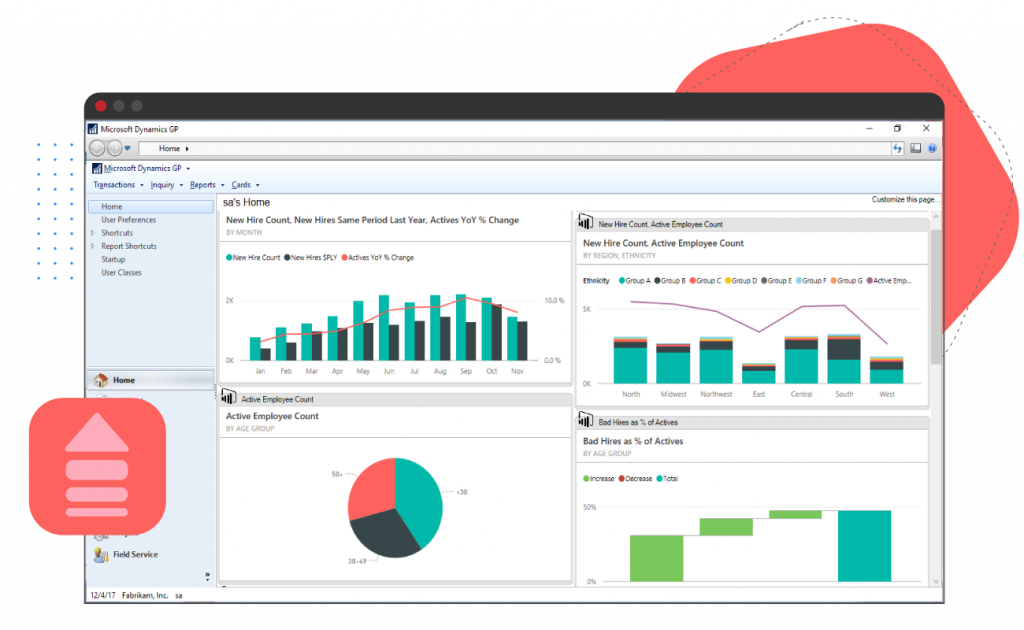 Microsoft Dynamics GP
Home
Microsoft Dynamics GP
Transactions Inquiry Reports Cards
Home
User Preferences
Shortcuts
Report Shortcuts
Startup
User Classes
Home
Field Service
12/4/17 Fabrikam, Inc. sa
sa's Home
Customize this page...
New Hire Count, New Hires Same Period Last Year, Actives YoY % Change
BY MONTH
New Hire Count New Hires SPLY Actives YoY % Change
2K
10.0 %
0K
0.0 %
Jan Feb Mar Apr May Jun Jul Aug Sep Oct Nov
New Hire Count, Active Employee Count
New Hire Count, Active Employee Count
BY REGION, ETHNICITY
Ethnicity Group A Group B Group C Group D Group E Group F Group G Active Emp...
5K
0K
North Midwest Northwest East Central South West
Active Employee Count
Active Employee Count
BY AGE GROUP
50+
<30
30-49
Bad Hires as % of Actives
Bad Hires as % of Actives
BY AGE GROUP
Increase Decrease Total
50%
0%